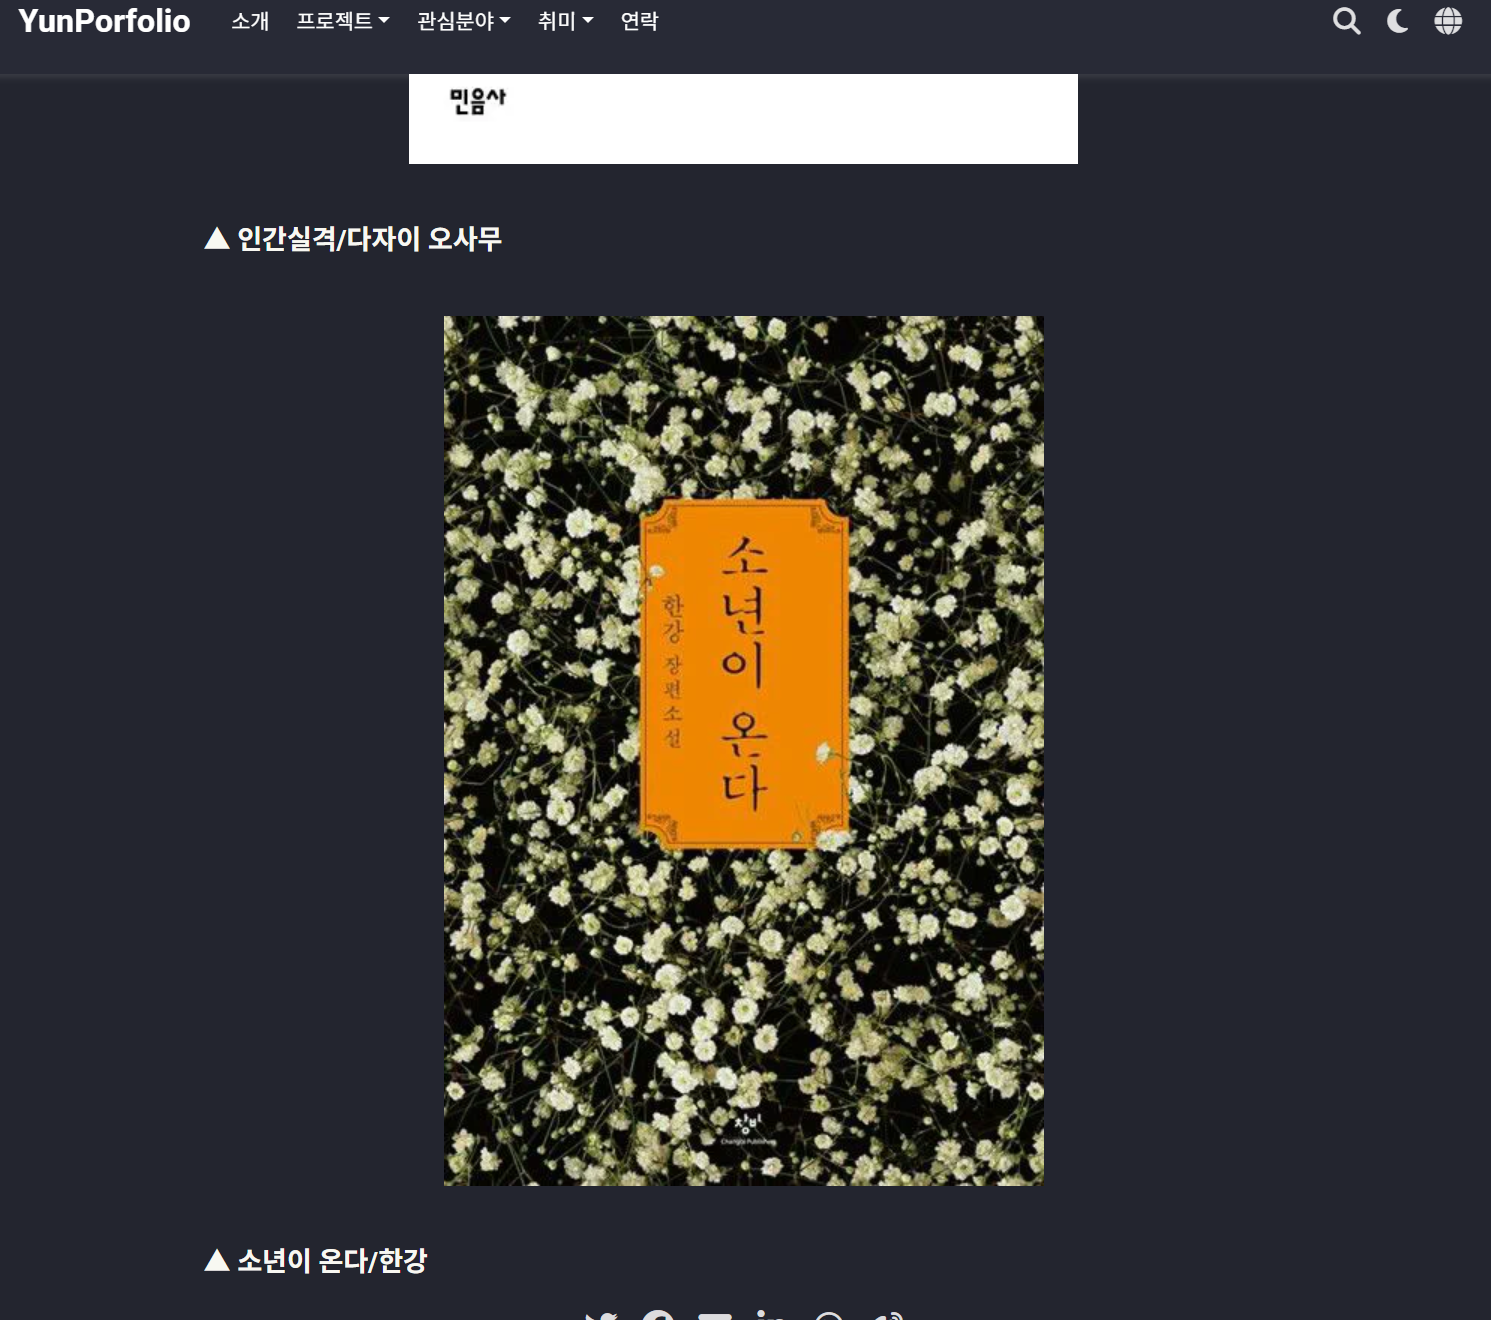 YunPorfolio 소개 프로젝트 관심분야 취미 연락
민음사
▲ 인간실격/다자이 오사무
소년이 온다
한강 장편소설
창비
Changbi Publishers
▲ 소년이 온다/한강